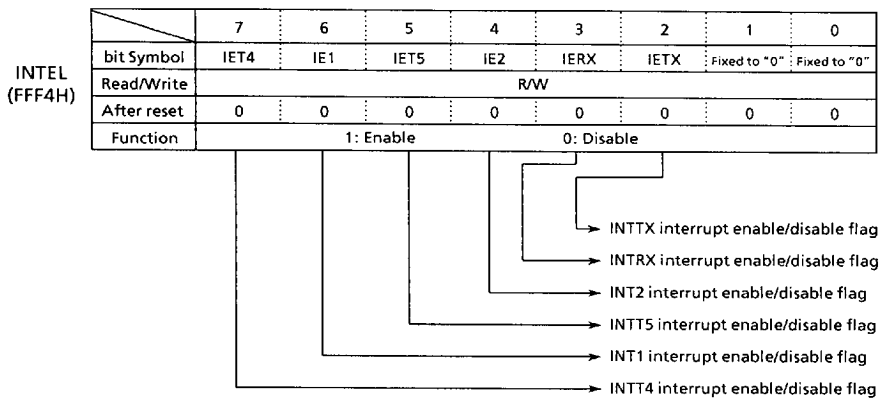 7 6 5 4 3 2 1 0
bit Symbol IET4 IE1 IET5 IE2 IERX IETX Fixed to "0" Fixed to "0"
INTEL
(FFF4H)
Read/Write R/W
After reset 0 0 0 0 0 0 0 0
Function 1: Enable 0: Disable
INTTX interrupt enable/disable flag
INTRX interrupt enable/disable flag
INT2 interrupt enable/disable flag
INTT5 interrupt enable/disable flag
INT1 interrupt enable/disable flag
INTT4 interrupt enable/disable flag